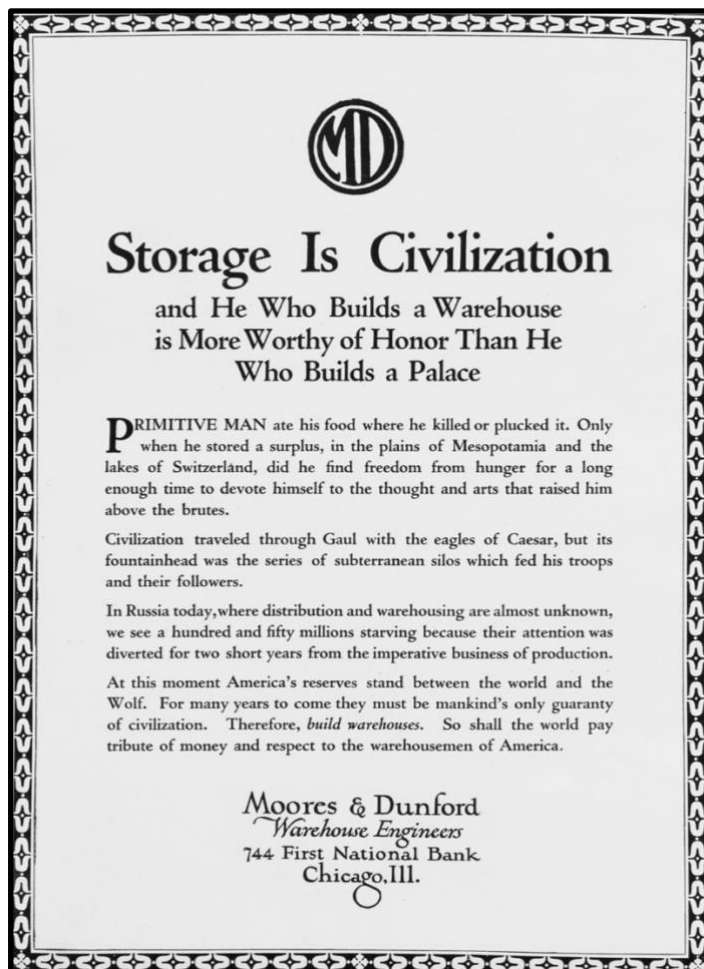 MD
Storage Is Civilization
and He Who Builds a Warehouse
is More Worthy of Honor Than He
Who Builds a Palace
PRIMITIVE MAN ate his food where he killed or plucked it. Only
when he stored a surplus, in the plains of Mesopotamia and the
lakes of Switzerland, did he find freedom from hunger for a long
enough time to devote himself to the thought and arts that raised him
above the brutes.
Civilization traveled through Gaul with the eagles of Caesar, but its
fountainhead was the series of subterranean silos which fed his troops
and their followers.
In Russia today, where distribution and warehousing are almost unknown,
we see a hundred and fifty millions starving because their attention was
diverted for two short years from the imperative business of production.
At this moment America's reserves stand between the world and the
Wolf. For many years to come they must be mankind's only guaranty
of civilization. Therefore, build warehouses. So shall the world pay
tribute of money and respect to the warehousemen of America.
Moores & Dunford
Warehouse Engineers
744 First National Bank
Chicago, Ill.